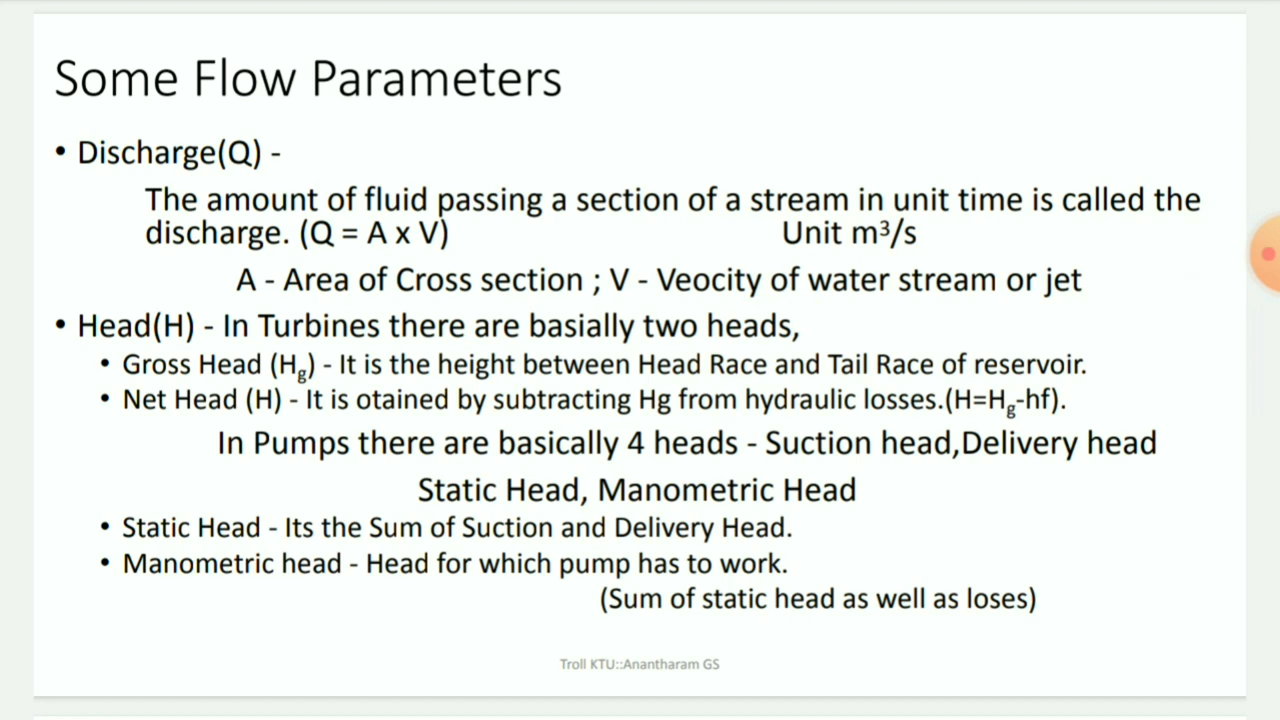 Some Flow Parameters
• Discharge(Q) -
The amount of fluid passing a section of a stream in unit time is called the
discharge. (Q = A x V) Unit m³/s
A - Area of Cross section ; V - Veocity of water stream or jet
• Head(H) - In Turbines there are basially two heads,
• Gross Head (Hg) - It is the height between Head Race and Tail Race of reservoir.
• Net Head (H) - It is otained by subtracting Hg from hydraulic losses.(H=Hg-hf).
In Pumps there are basically 4 heads - Suction head,Delivery head
Static Head, Manometric Head
• Static Head - Its the Sum of Suction and Delivery Head.
• Manometric head - Head for which pump has to work.
(Sum of static head as well as loses)
Troll KTU::Anantharam GS